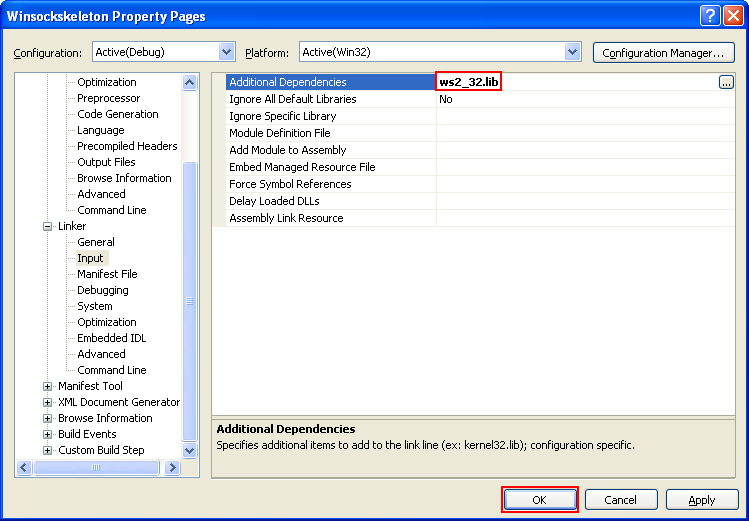 Winsockskeleton Property Pages
Configuration: Active(Debug) Platform: Active(Win32) Configuration Manager...
Optimization
Preprocessor
Code Generation
Language
Precompiled Headers
Output Files
Browse Information
Advanced
Command Line
Linker
General
Input
Manifest File
Debugging
System
Optimization
Embedded IDL
Advanced
Command Line
Manifest Tool
XML Document Generator
Browse Information
Build Events
Custom Build Step
Additional Dependencies ws2_32.lib ...
Ignore All Default Libraries No
Ignore Specific Library
Module Definition File
Add Module to Assembly
Embed Managed Resource File
Force Symbol References
Delay Loaded DLLs
Assembly Link Resource
Additional Dependencies
Specifies additional items to add to the link line (ex: kernel32.lib); configuration specific.
OK Cancel Apply